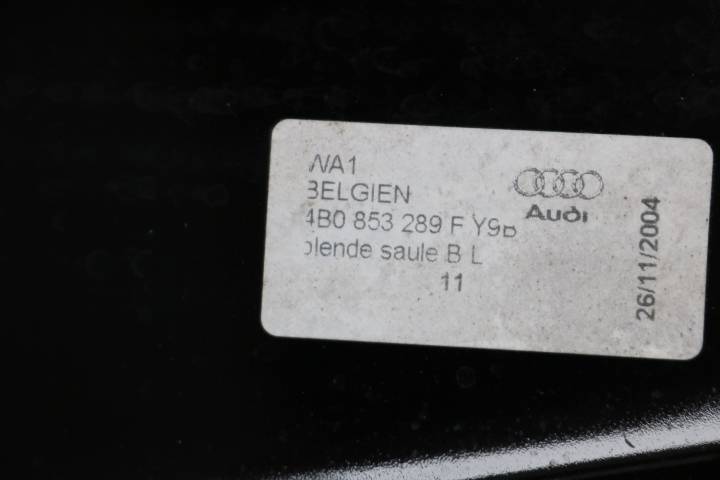 WA1
BELGIEN
4B0 853 289 F Y9B
blende saule B L
11
Audi
26/11/2004